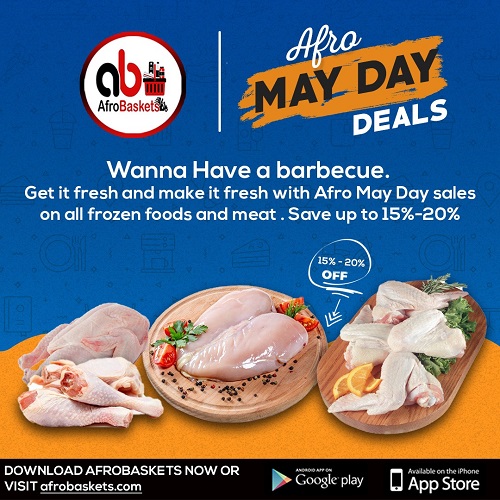 ab
AfroBaskets
Afro
MAY DAY
DEALS
Wanna Have a barbecue.
Get it fresh and make it fresh with Afro May Day sales
on all frozen foods and meat . Save up to 15%-20%
15% - 20%
OFF
DOWNLOAD AFROBASKETS NOW OR
VISIT afrobaskets.com
ANDROID APP ON
Google play
Available on the iPhone
App Store